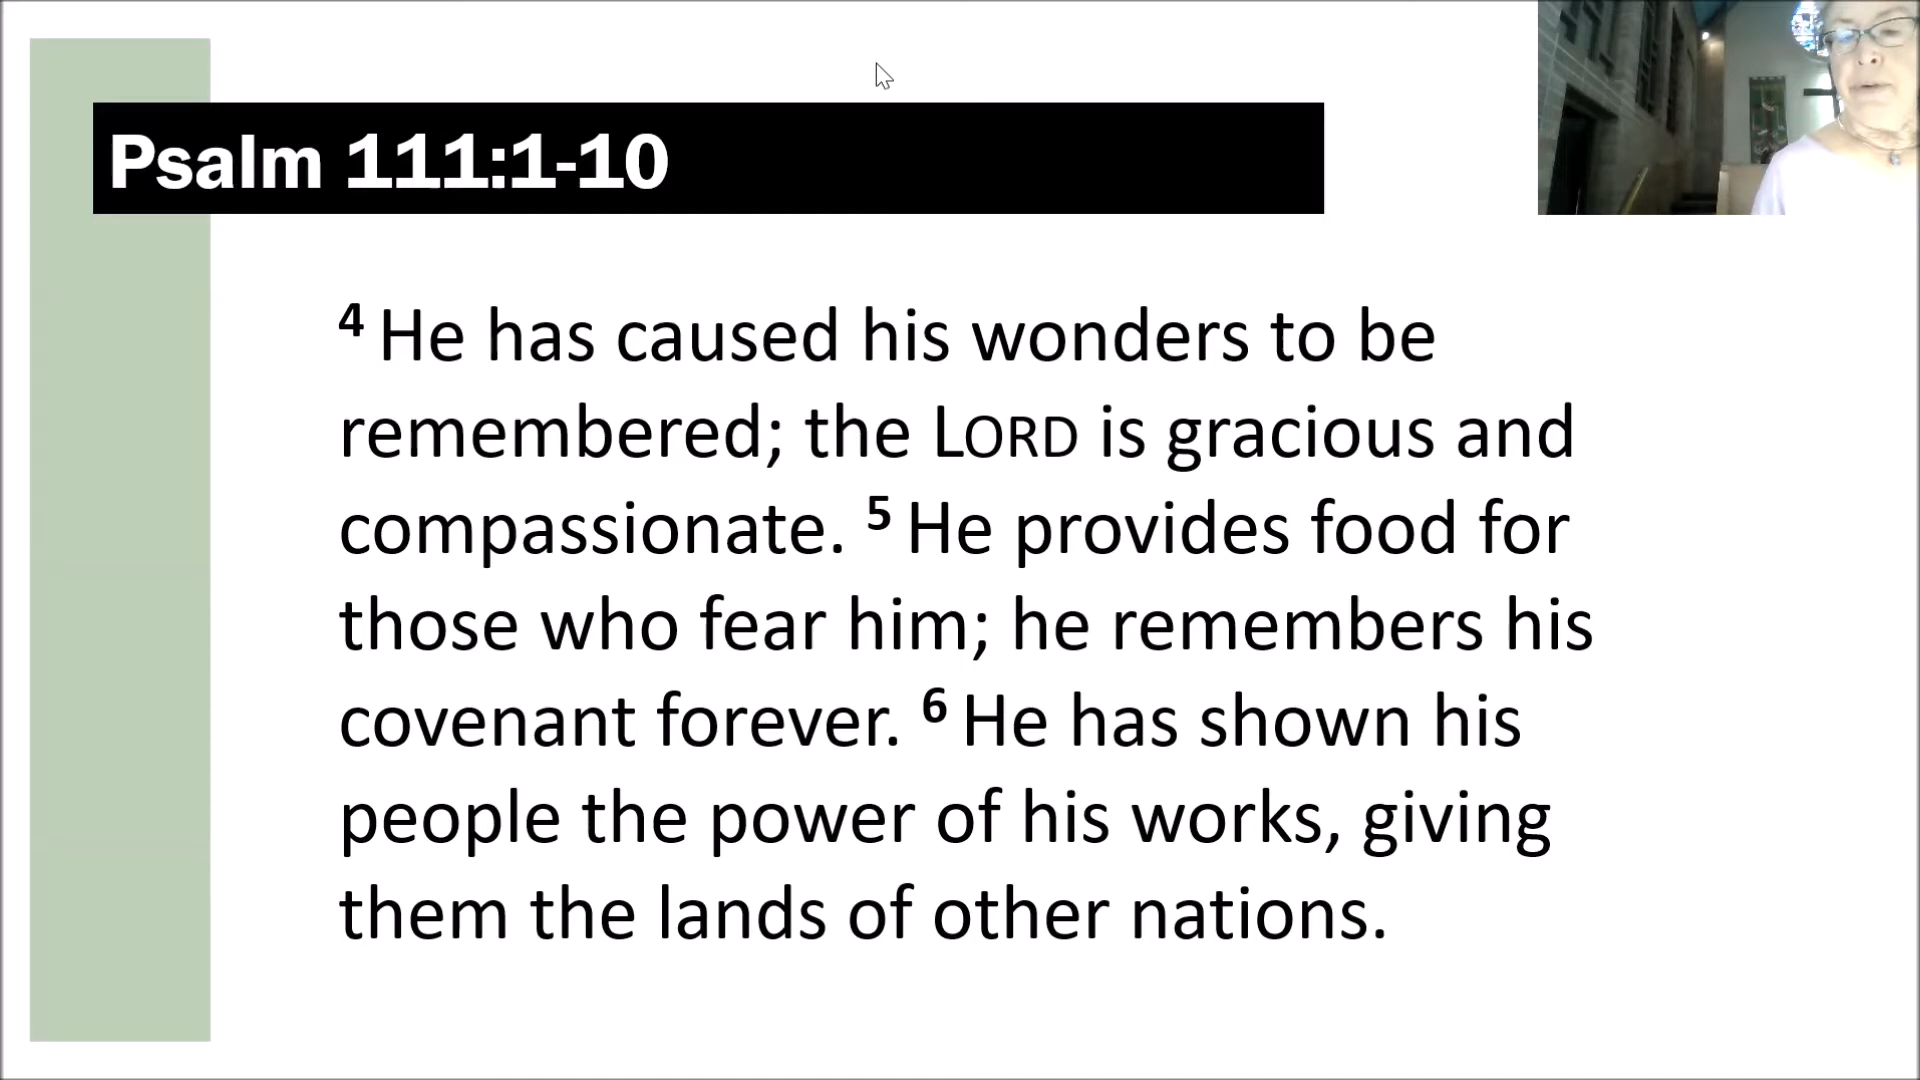 Psalm 111:1-10
4 He has caused his wonders to be
remembered; the LORD is gracious and
compassionate. 5 He provides food for
those who fear him; he remembers his
covenant forever. 6 He has shown his
people the power of his works, giving
them the lands of other nations.